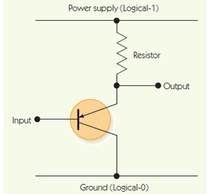 Power supply (Logical-1)
Resistor
Output
Input
Ground (Logical-0)